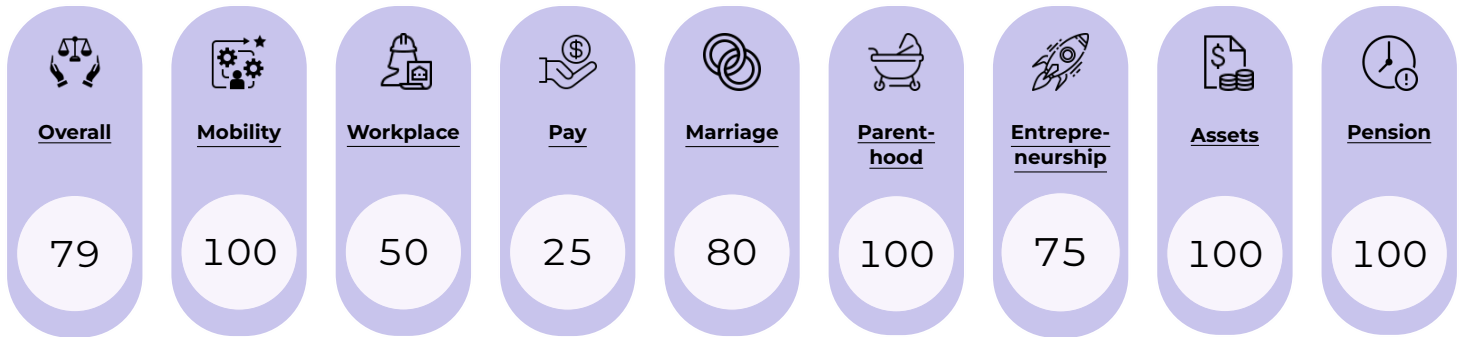 Overall
79
Mobility
100
Workplace
50
Pay
25
Marriage
80
Parent-
hood
100
Entrepre-
neurship
75
Assets
100
Pension
100